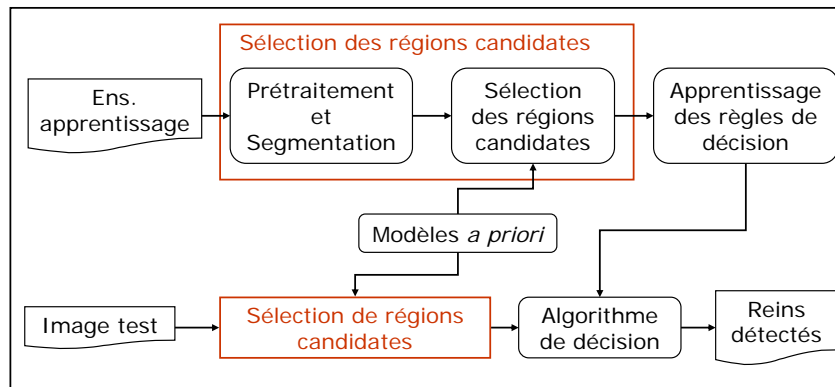 Sélection des régions candidates
Ens.
apprentissage
Prétraitement
et
Segmentation
Sélection
des régions
candidates
Apprentissage
des règles de
décision
Modèles a priori
Image test
Sélection de régions
candidates
Algorithme
de décision
Reins
détectés